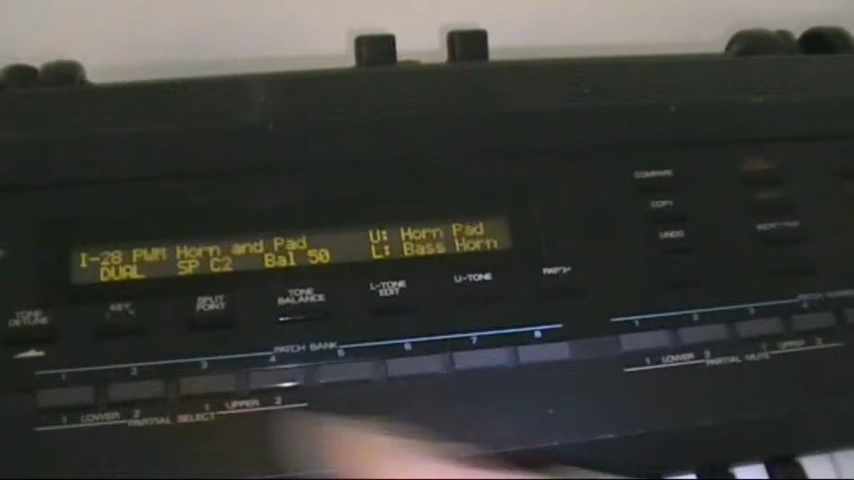 I-28 PWM Horn and Pad U: Horn Pad
DUAL SP C2 Bal 50 L: Bass Horn
COMPARE
COPY
UNDO
TONE DETUNE
KEY
SPLIT POINT
TONE BALANCE
L-TONE EDIT
U-TONE
PATCH BANK
1 2 3 4 5 6 7 8
1 LOWER 2 1 UPPER 2
PARTIAL SELECT
1 2 3 4
1 LOWER 2 1 UPPER 2
PARTIAL MUTE